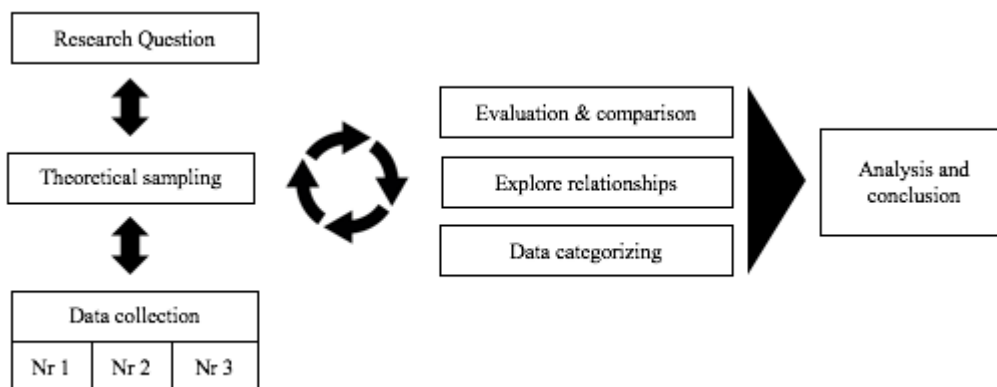 Research Question
Theoretical sampling
Data collection
Nr 1
Nr 2
Nr 3
Evaluation & comparison
Explore relationships
Data categorizing
Analysis and
conclusion